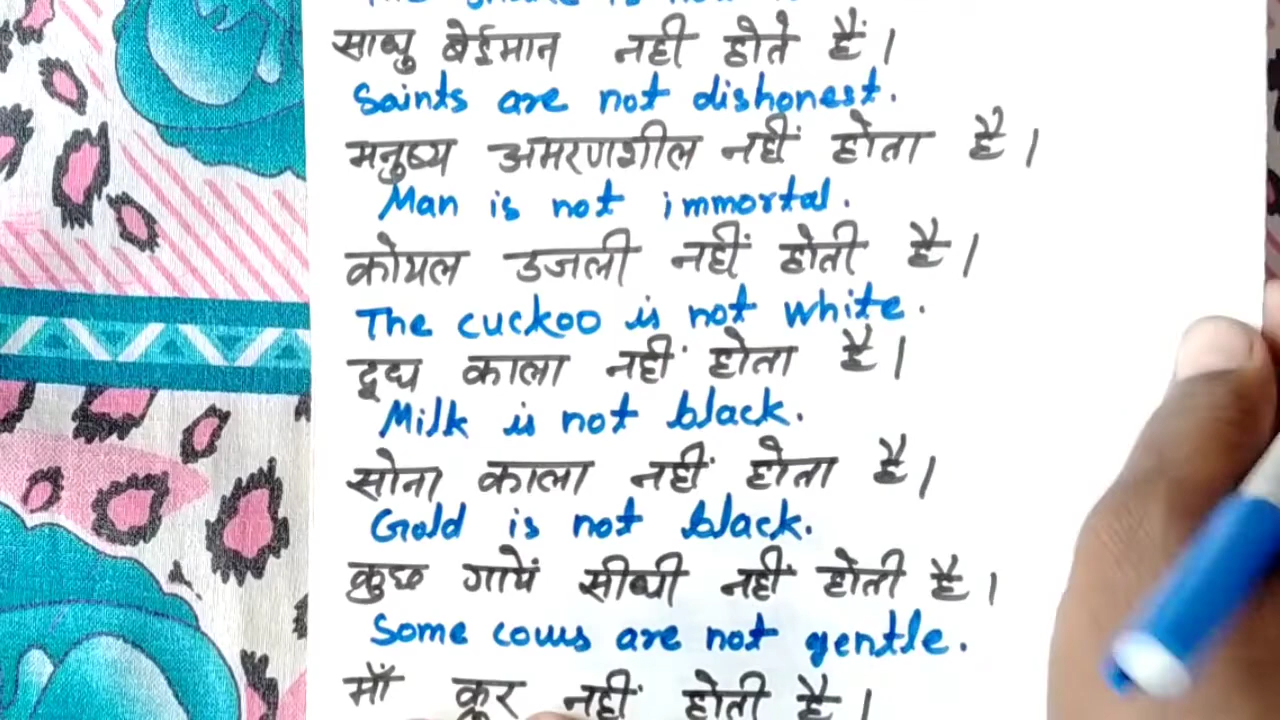 साधु बेईमान नही होते हैं।
Saints are not dishonest.
मनुष्य अमरणशील नहीं होता है।
Man is not immortal.
कोयल उजली नहीं होती है।
The cuckoo is not white.
दूध काला नहीं होता है।
Milk is not black.
सोना काला नहीं होता है।
Gold is not black.
कुछ गायें सीधी नहीं होती है।
Some cows are not gentle.
माँ क्रूर नहीं होती है।